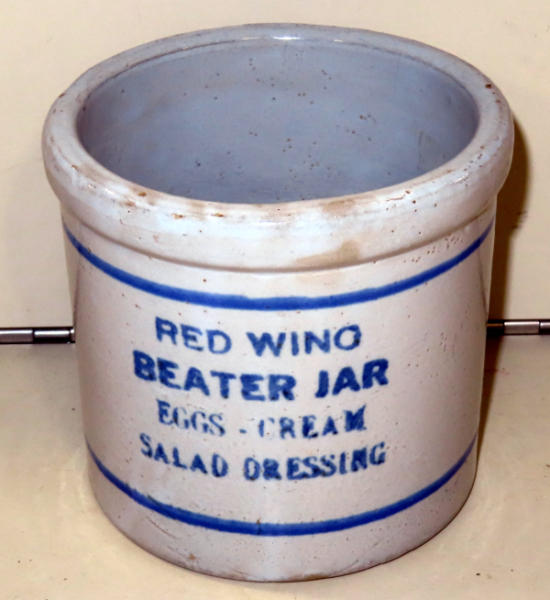 RED WING
BEATER JAR
EGGS - CREAM
SALAD DRESSING